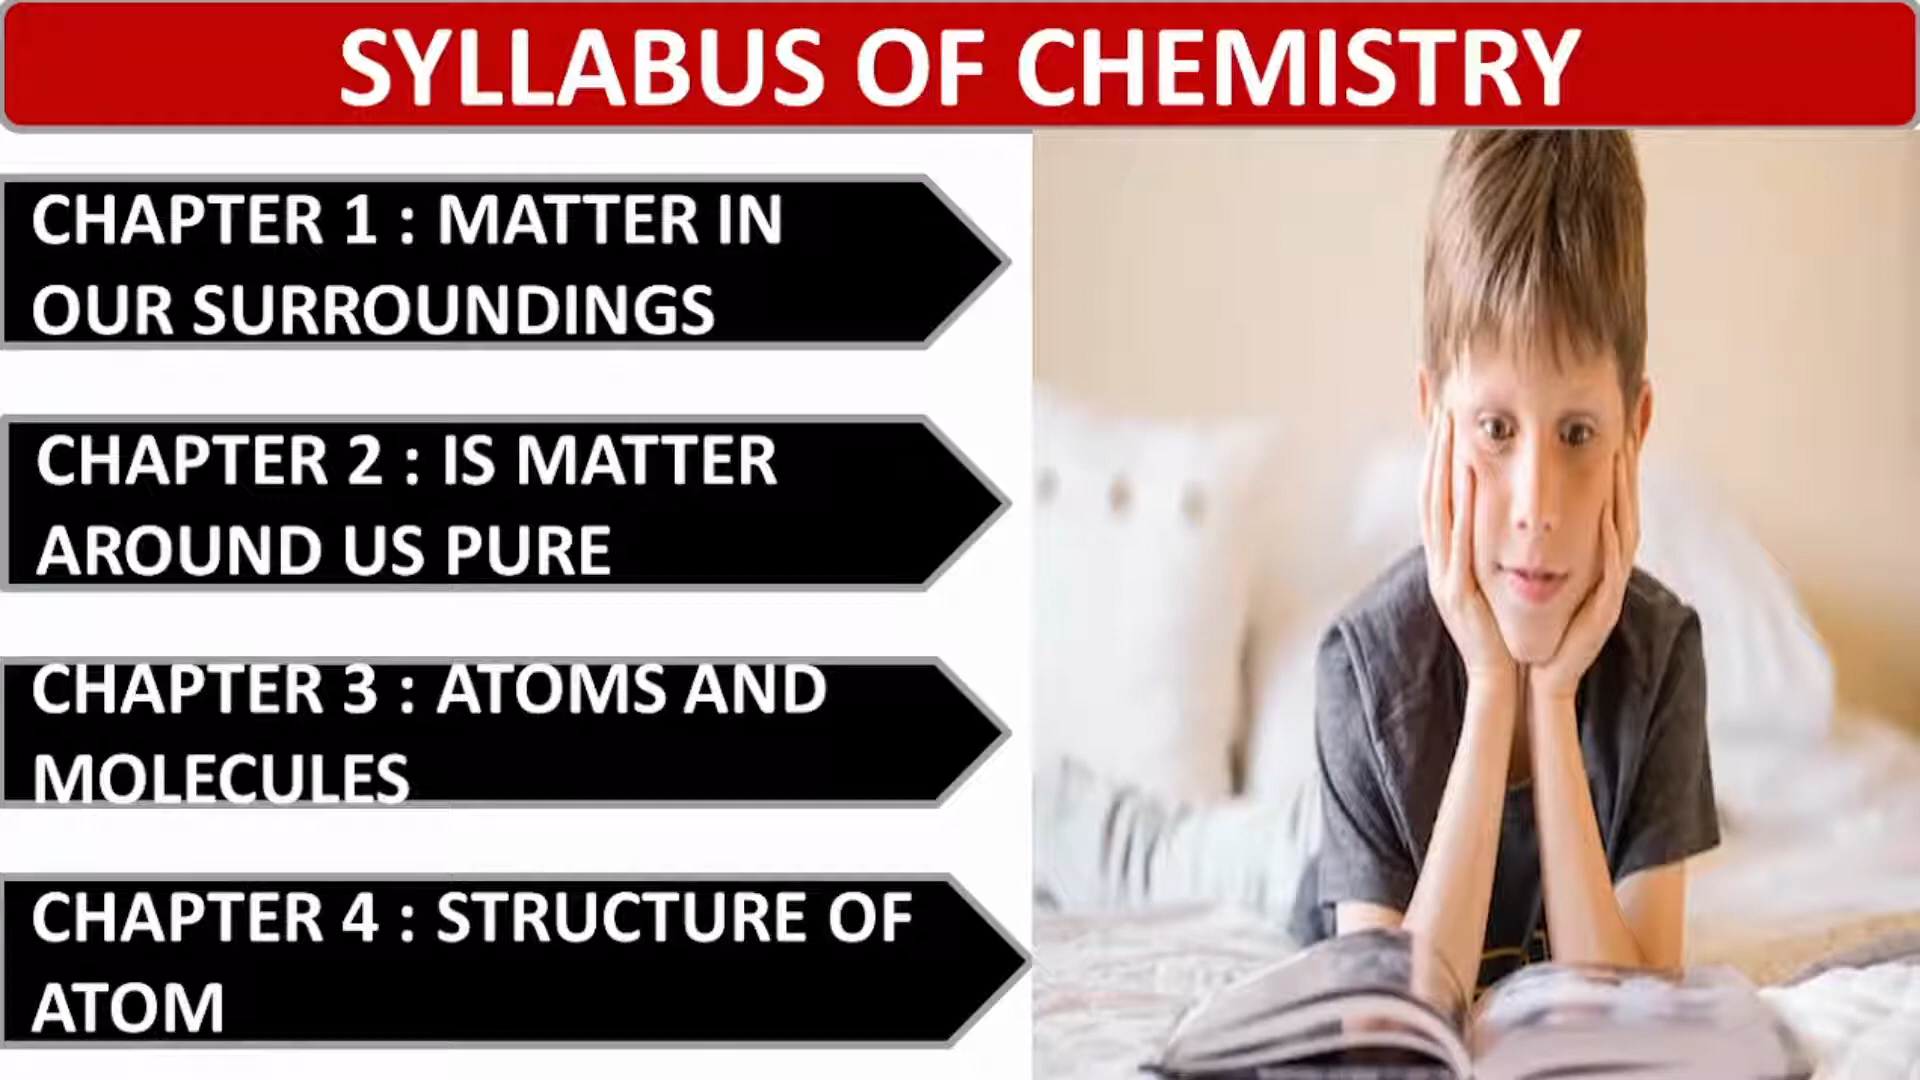 SYLLABUS OF CHEMISTRY
CHAPTER 1 : MATTER IN
OUR SURROUNDINGS
CHAPTER 2 : IS MATTER
AROUND US PURE
CHAPTER 3 : ATOMS AND
MOLECULES
CHAPTER 4 : STRUCTURE OF
ATOM